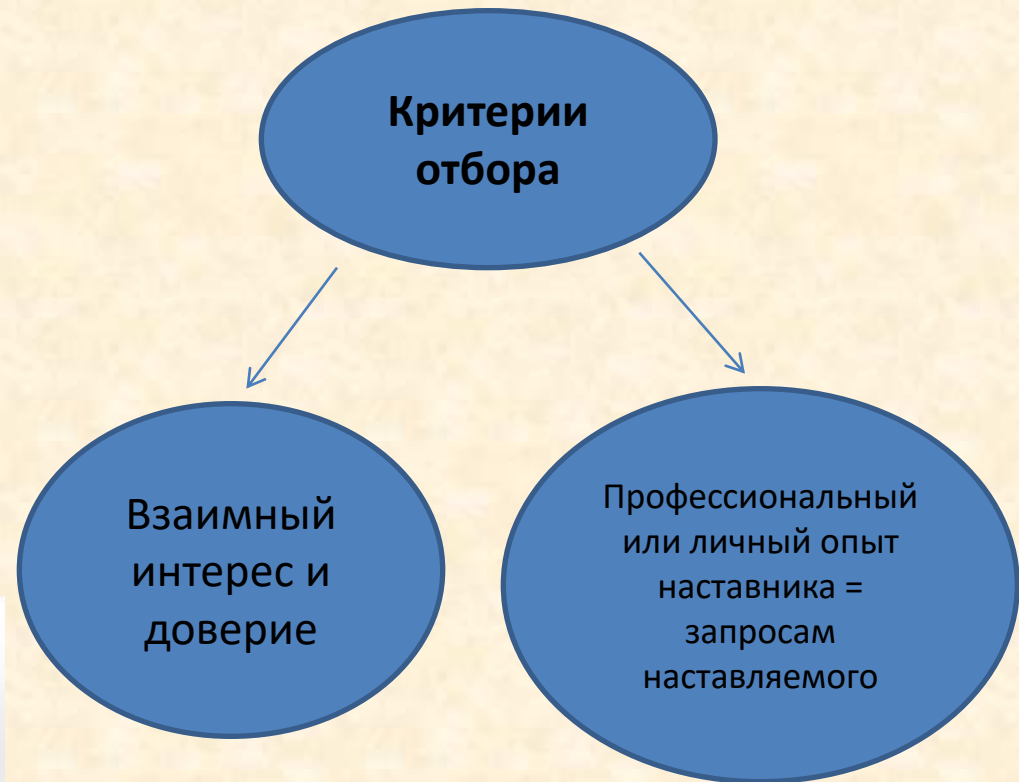 Критерии
отбора
Взаимный
интерес и
доверие
Профессиональный
или личный опыт
наставника =
запросам
наставляемого